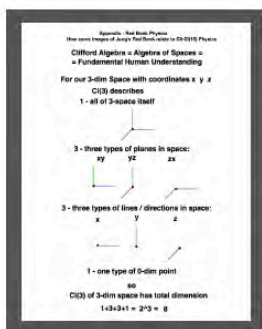 Appendix - Red Book Physics
How some images of Jung's Red Book relate to Cl(16) Physics
Clifford Algebra = Algebra of Spaces =
= Fundamental Human Understanding
For our 3-dim Space with coordinates x y z
Cl(3) describes
1 - all of 3-space itself
3 - three types of planes in space:
xy yz zx
3 - three types of lines / directions in space:
x y z
1 - one type of 0-dim point
so
Cl(3) of 3-dim space has total dimension
1+3+3+1 = 2^3 = 8